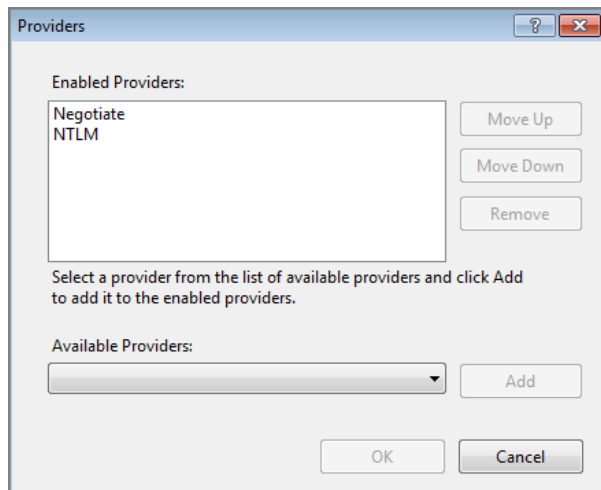 Providers
Enabled Providers:
Negotiate
NTLM
Move Up
Move Down
Remove
Select a provider from the list of available providers and click Add
to add it to the enabled providers.
Available Providers:
Add
OK
Cancel